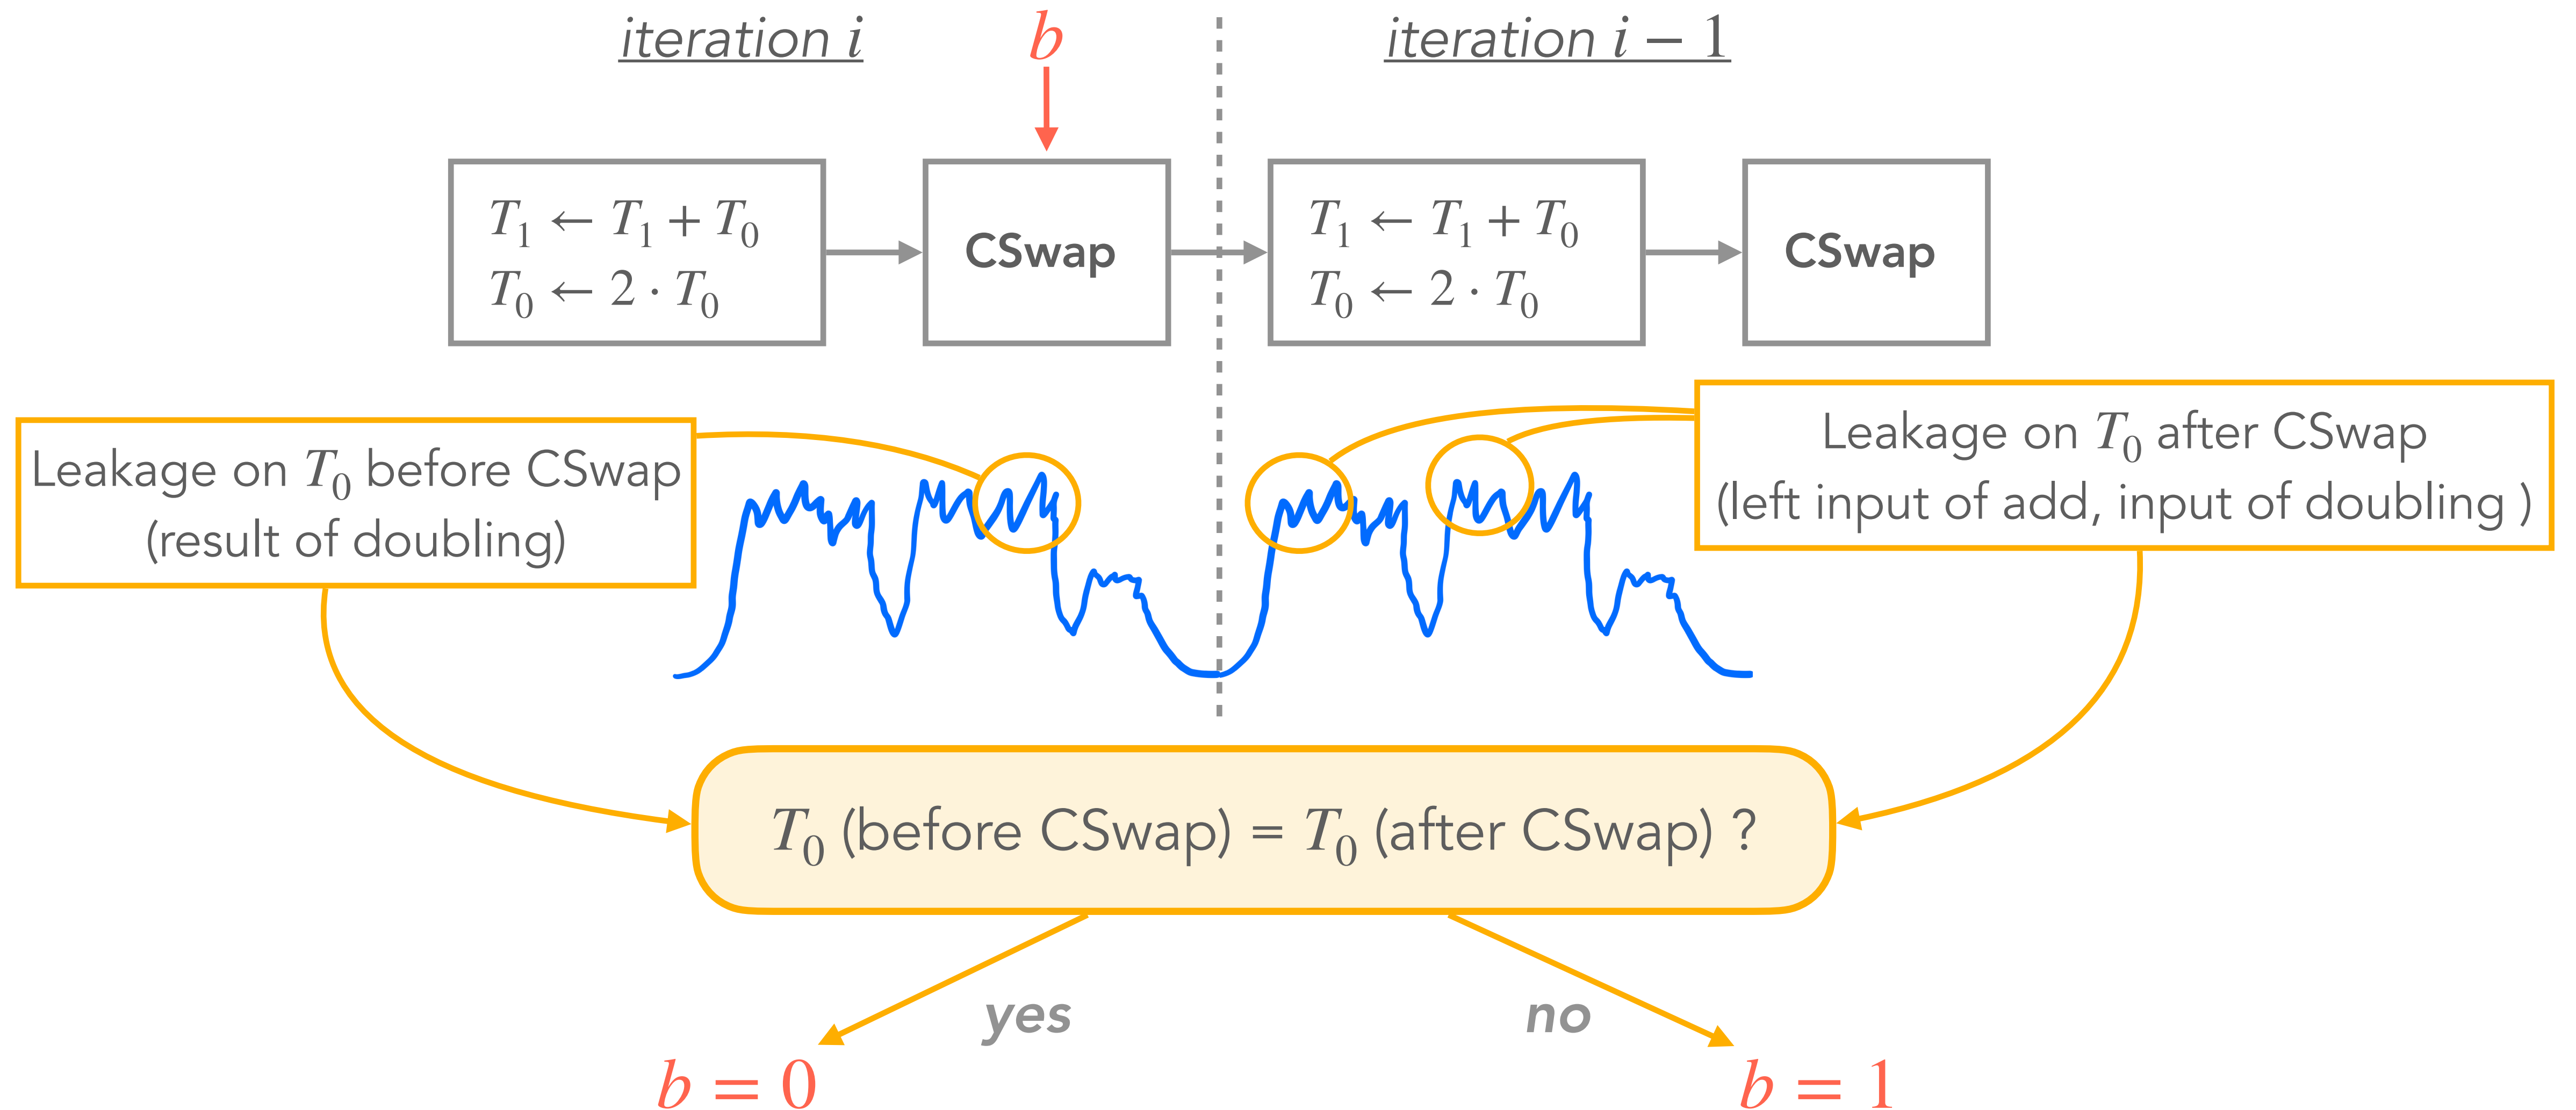 iteration i
b
iteration i − 1
T₁ ← T₁ + T₀
T₀ ← 2 · T₀
CSwap
T₁ ← T₁ + T₀
T₀ ← 2 · T₀
CSwap
Leakage on T₀ before CSwap
(result of doubling)
Leakage on T₀ after CSwap
(left input of add, input of doubling )
T₀ (before CSwap) = T₀ (after CSwap) ?
yes
no
b = 0
b = 1